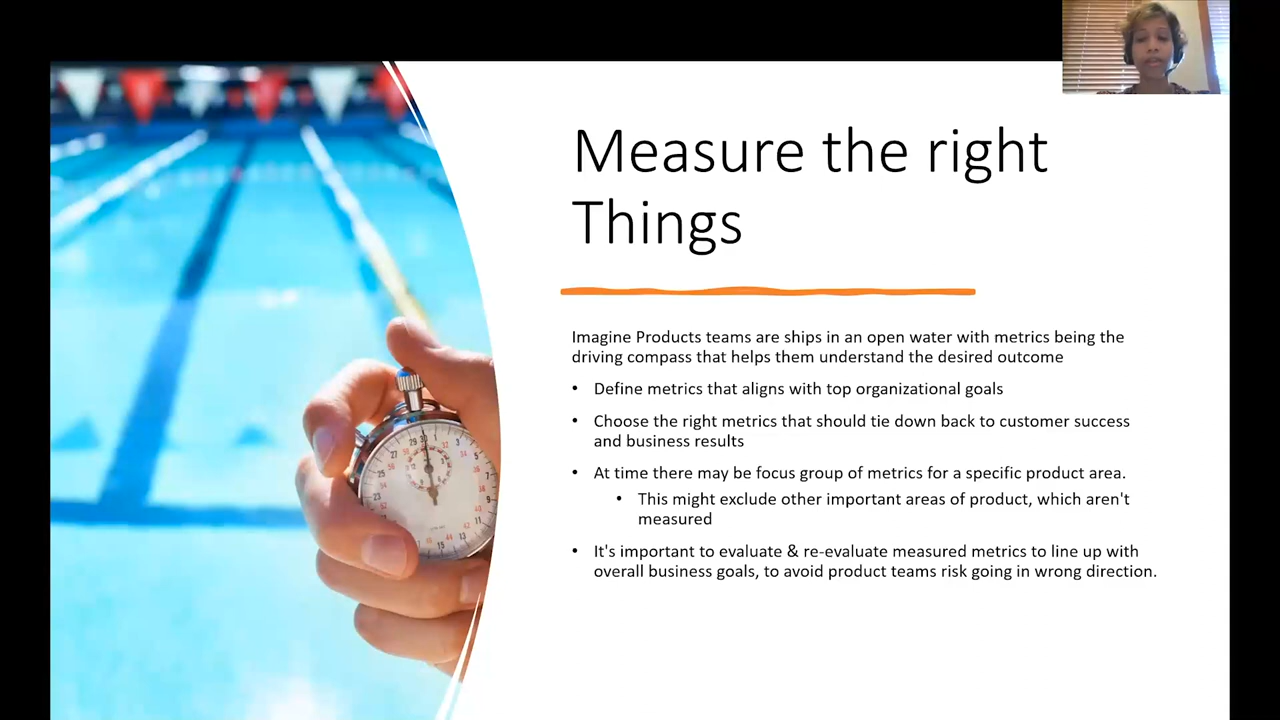 Measure the right
Things
Imagine Products teams are ships in an open water with metrics being the
driving compass that helps them understand the desired outcome
• Define metrics that aligns with top organizational goals
• Choose the right metrics that should tie down back to customer success
and business results
• At time there may be focus group of metrics for a specific product area.
• This might exclude other important areas of product, which aren't
measured
• It's important to evaluate & re-evaluate measured metrics to line up with
overall business goals, to avoid product teams risk going in wrong direction.